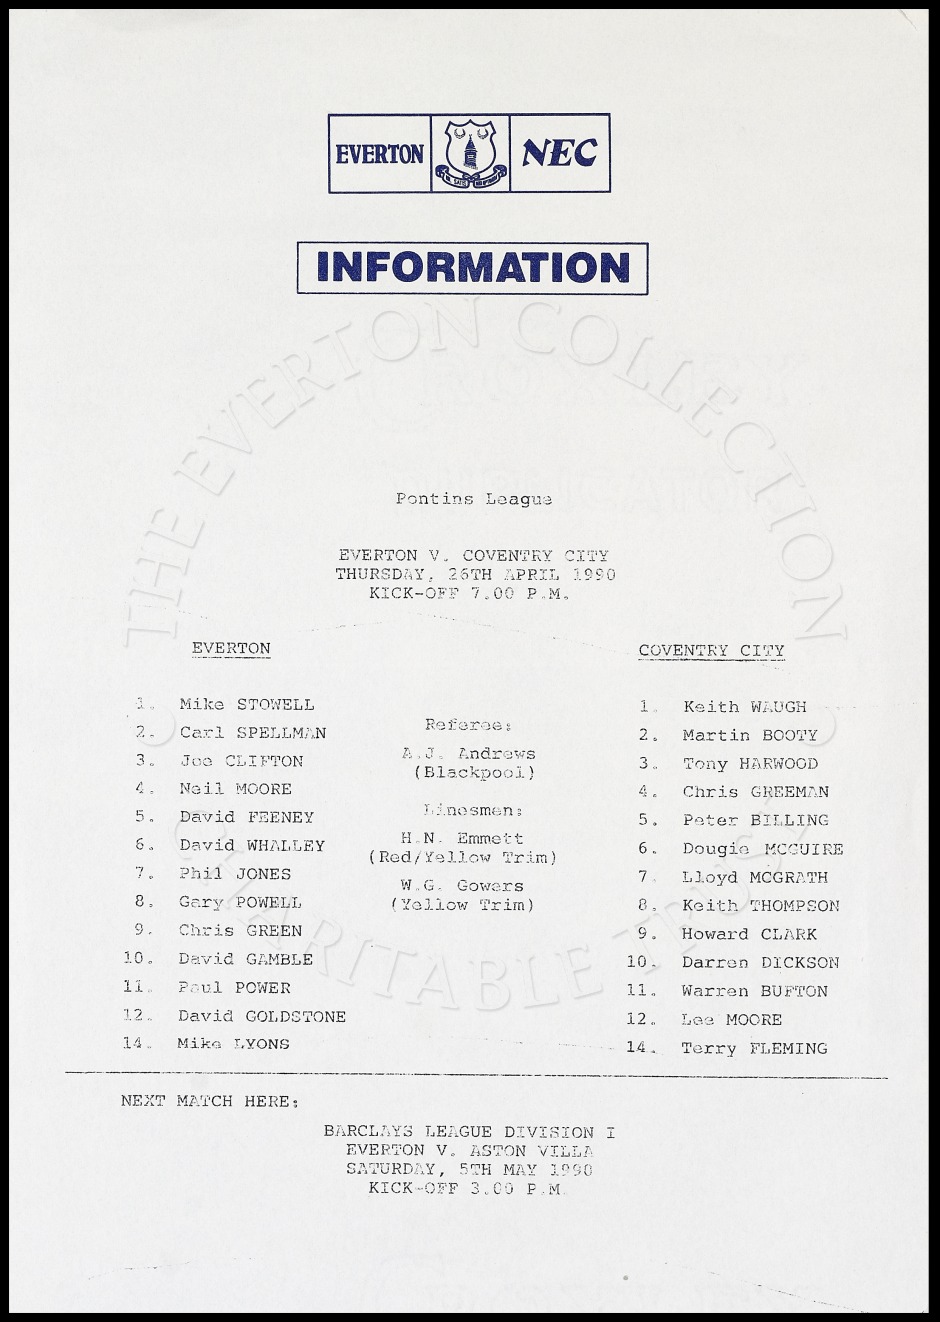 EVERTON
NEC
INFORMATION
THE EVERTON COLLECTION
CHARITABLE TRUST
Pontins League
EVERTON V. COVENTRY CITY
THURSDAY, 26TH APRIL 1990
KICK-OFF 7.00 P.M.
EVERTON
1. Mike STOWELL
2. Carl SPELLMAN
3. Joe CLIFTON
4. Neil MOORE
5. David FEENEY
6. David WHALLEY
7. Phil JONES
8. Gary POWELL
9. Chris GREEN
10. David GAMBLE
11. Paul POWER
12. David GOLDSTONE
14. Mike LYONS
Referee:
A.J. Andrews
(Blackpool)
Linesmen:
H.N. Emmett
(Red/Yellow Trim)
W.G. Gowers
(Yellow Trim)
COVENTRY CITY
1. Keith WAUGH
2. Martin BOOTY
3. Tony HARWOOD
4. Chris GREEMAN
5. Peter BILLING
6. Dougie MCGUIRE
7. Lloyd MCGRATH
8. Keith THOMPSON
9. Howard CLARK
10. Darren DICKSON
11. Warren BUFTON
12. Lee MOORE
14. Terry FLEMING
NEXT MATCH HERE:
BARCLAYS LEAGUE DIVISION I
EVERTON V. ASTON VILLA
SATURDAY, 5TH MAY 1990
KICK-OFF 3.00 P.M.